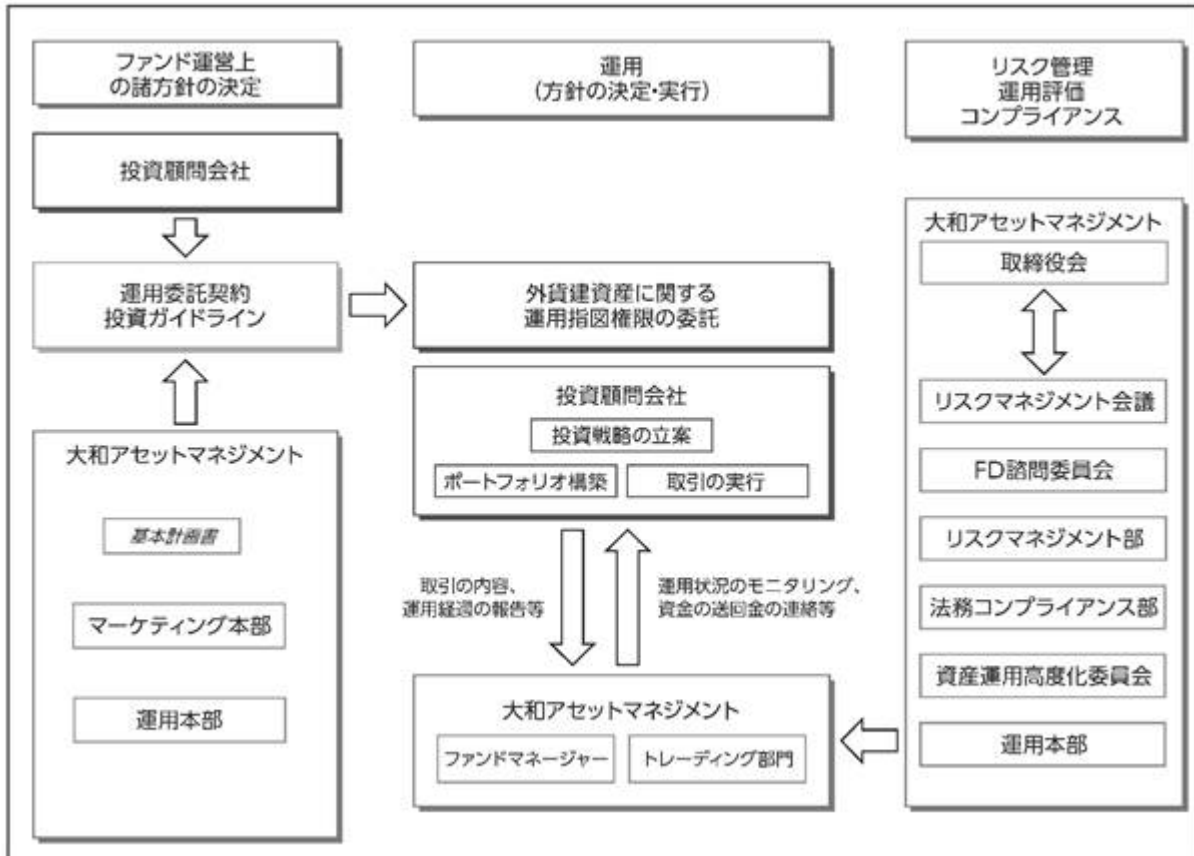 ファンド運営上
の諸方針の決定
投資顧問会社
運用委託契約
投資ガイドライン
大和アセットマネジメント
基本計画書
マーケティング本部
運用本部
運用
(方針の決定・実行)
外貨建資産に関する
運用指図権限の委託
投資顧問会社
投資戦略の立案
ポートフォリオ構築
取引の実行
取引の内容、
運用経過の報告等
運用状況のモニタリング、
資金の送回金の連絡等
大和アセットマネジメント
ファンドマネージャー
トレーディング部門
リスク管理
運用評価
コンプライアンス
大和アセットマネジメント
取締役会
リスクマネジメント会議
FD諮問委員会
リスクマネジメント部
法務コンプライアンス部
資産運用高度化委員会
運用本部